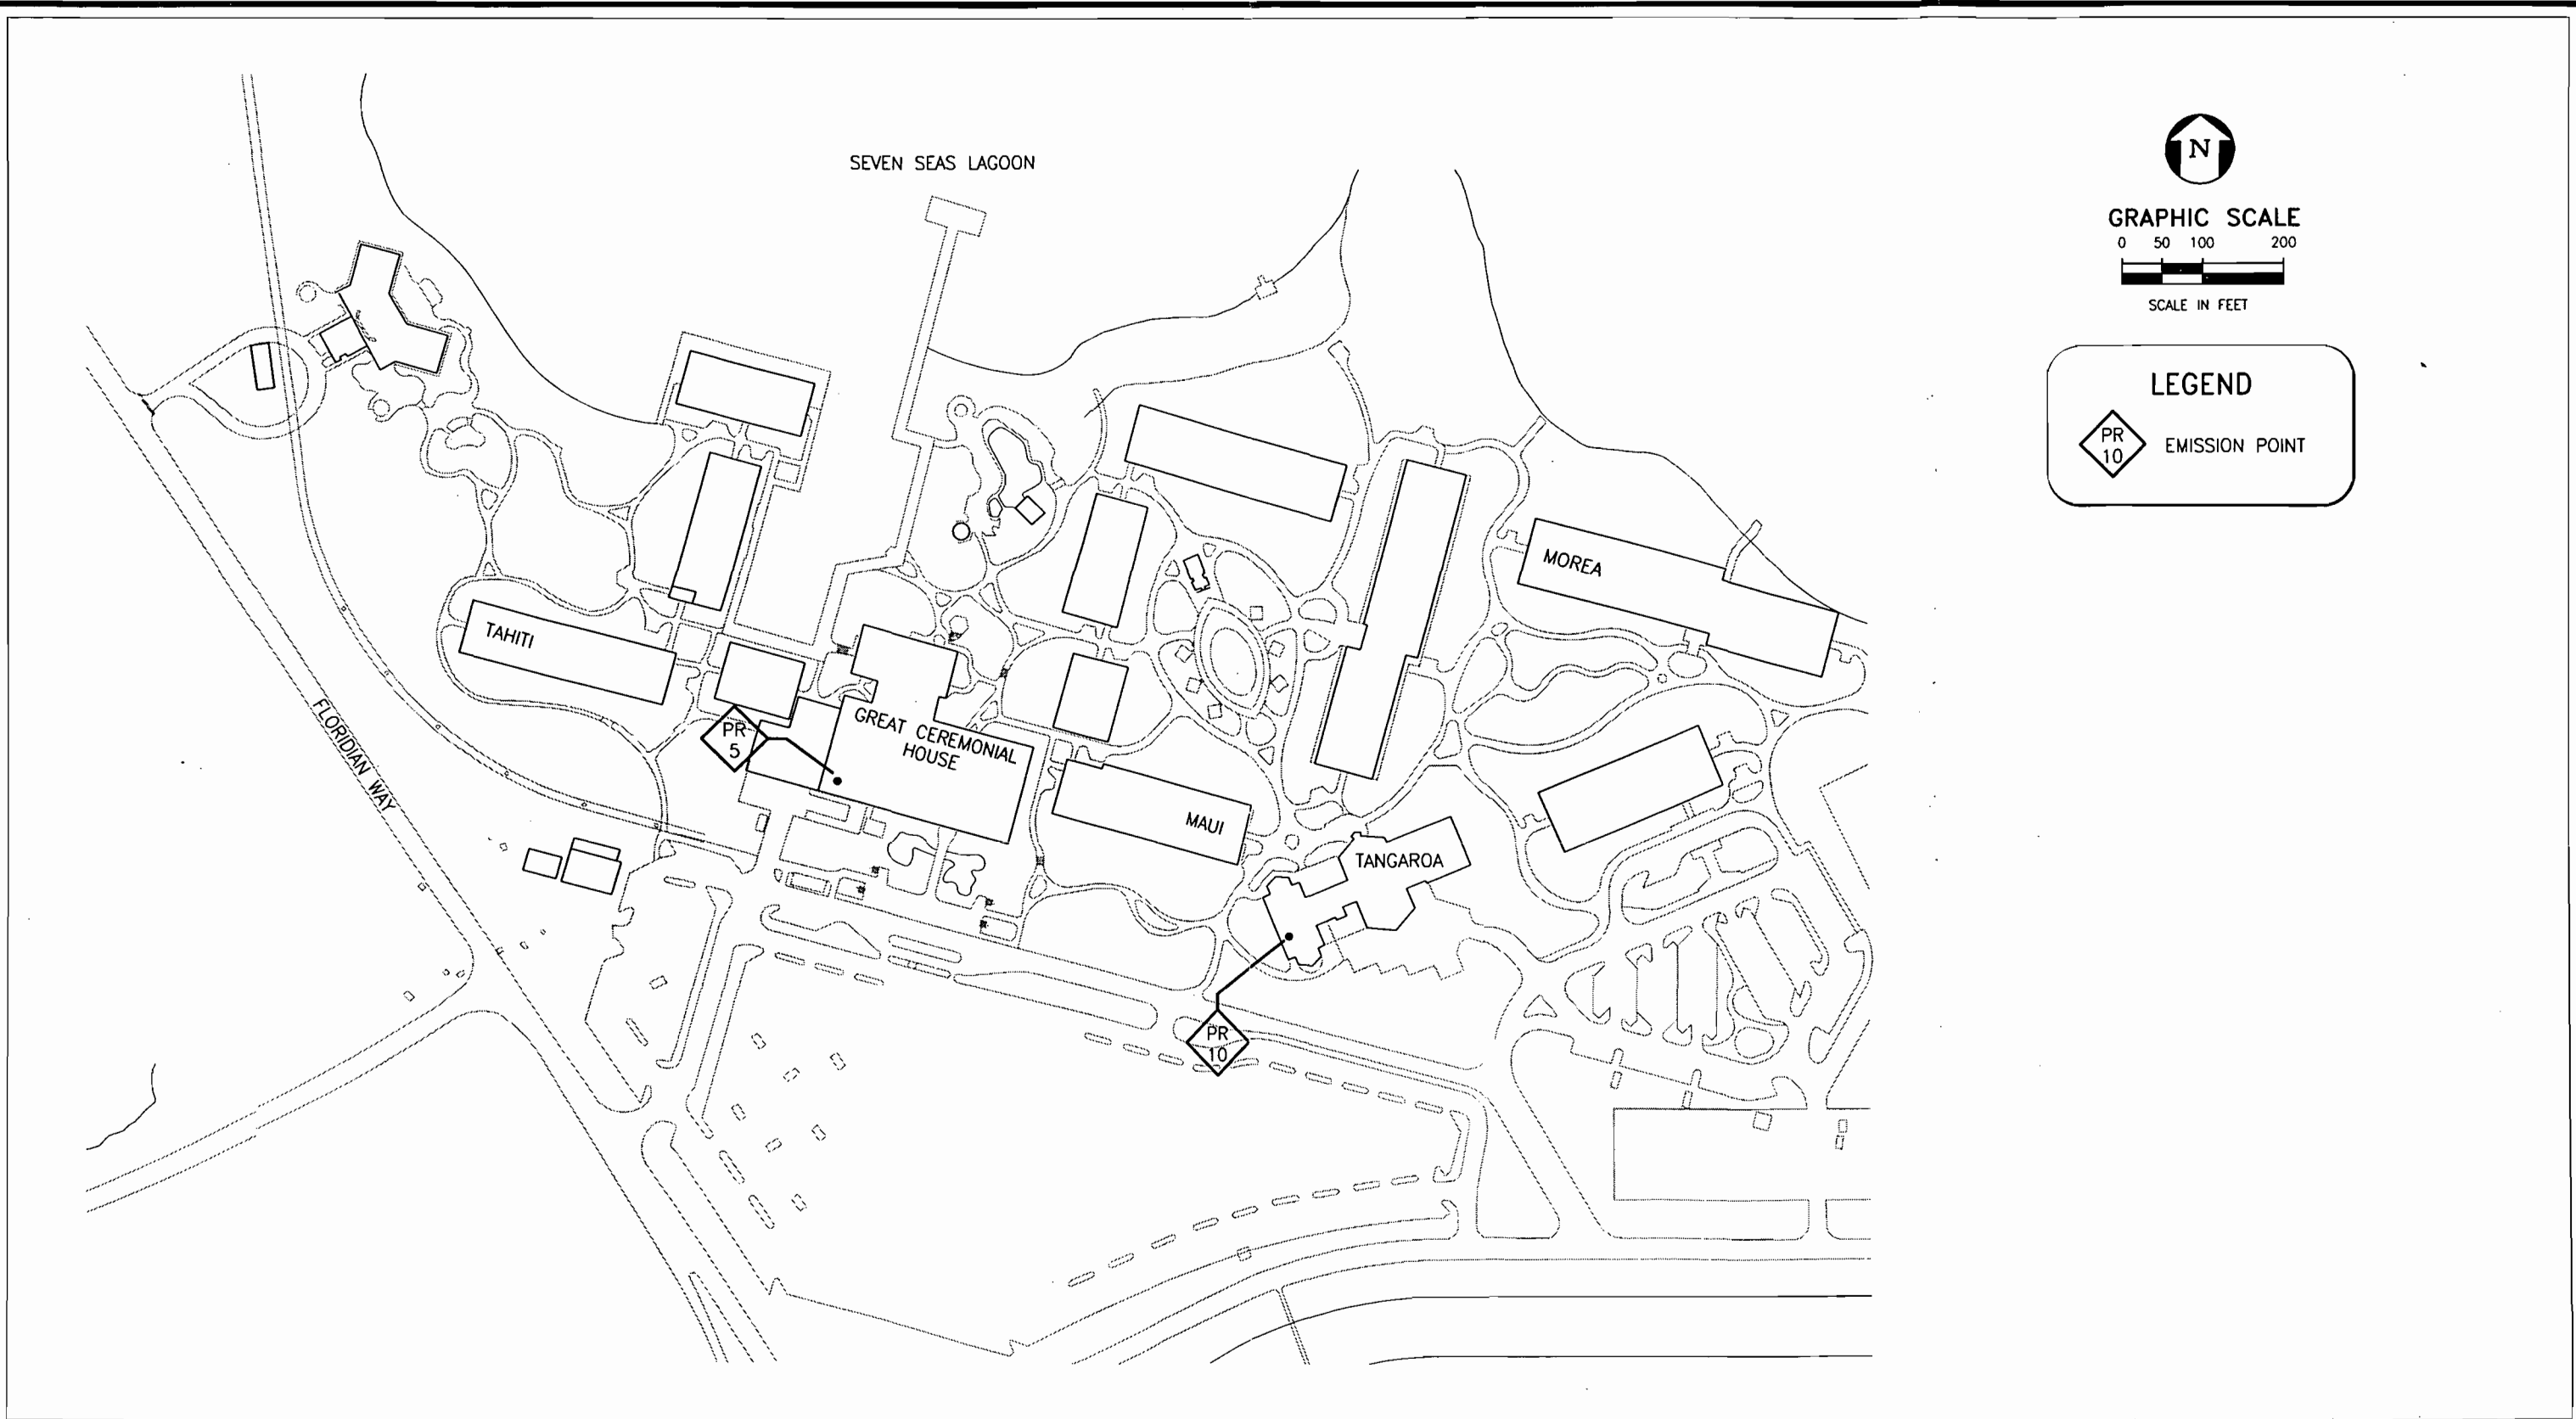 SEVEN SEAS LAGOON
N
GRAPHIC SCALE
0 50 100 200
SCALE IN FEET
LEGEND
PR
10
EMISSION POINT
MOREA
TAHITI
FLORIDIAN WAY
PR
5
GREAT CEREMONIAL
HOUSE
MAUI
TANGAROA
PR
10